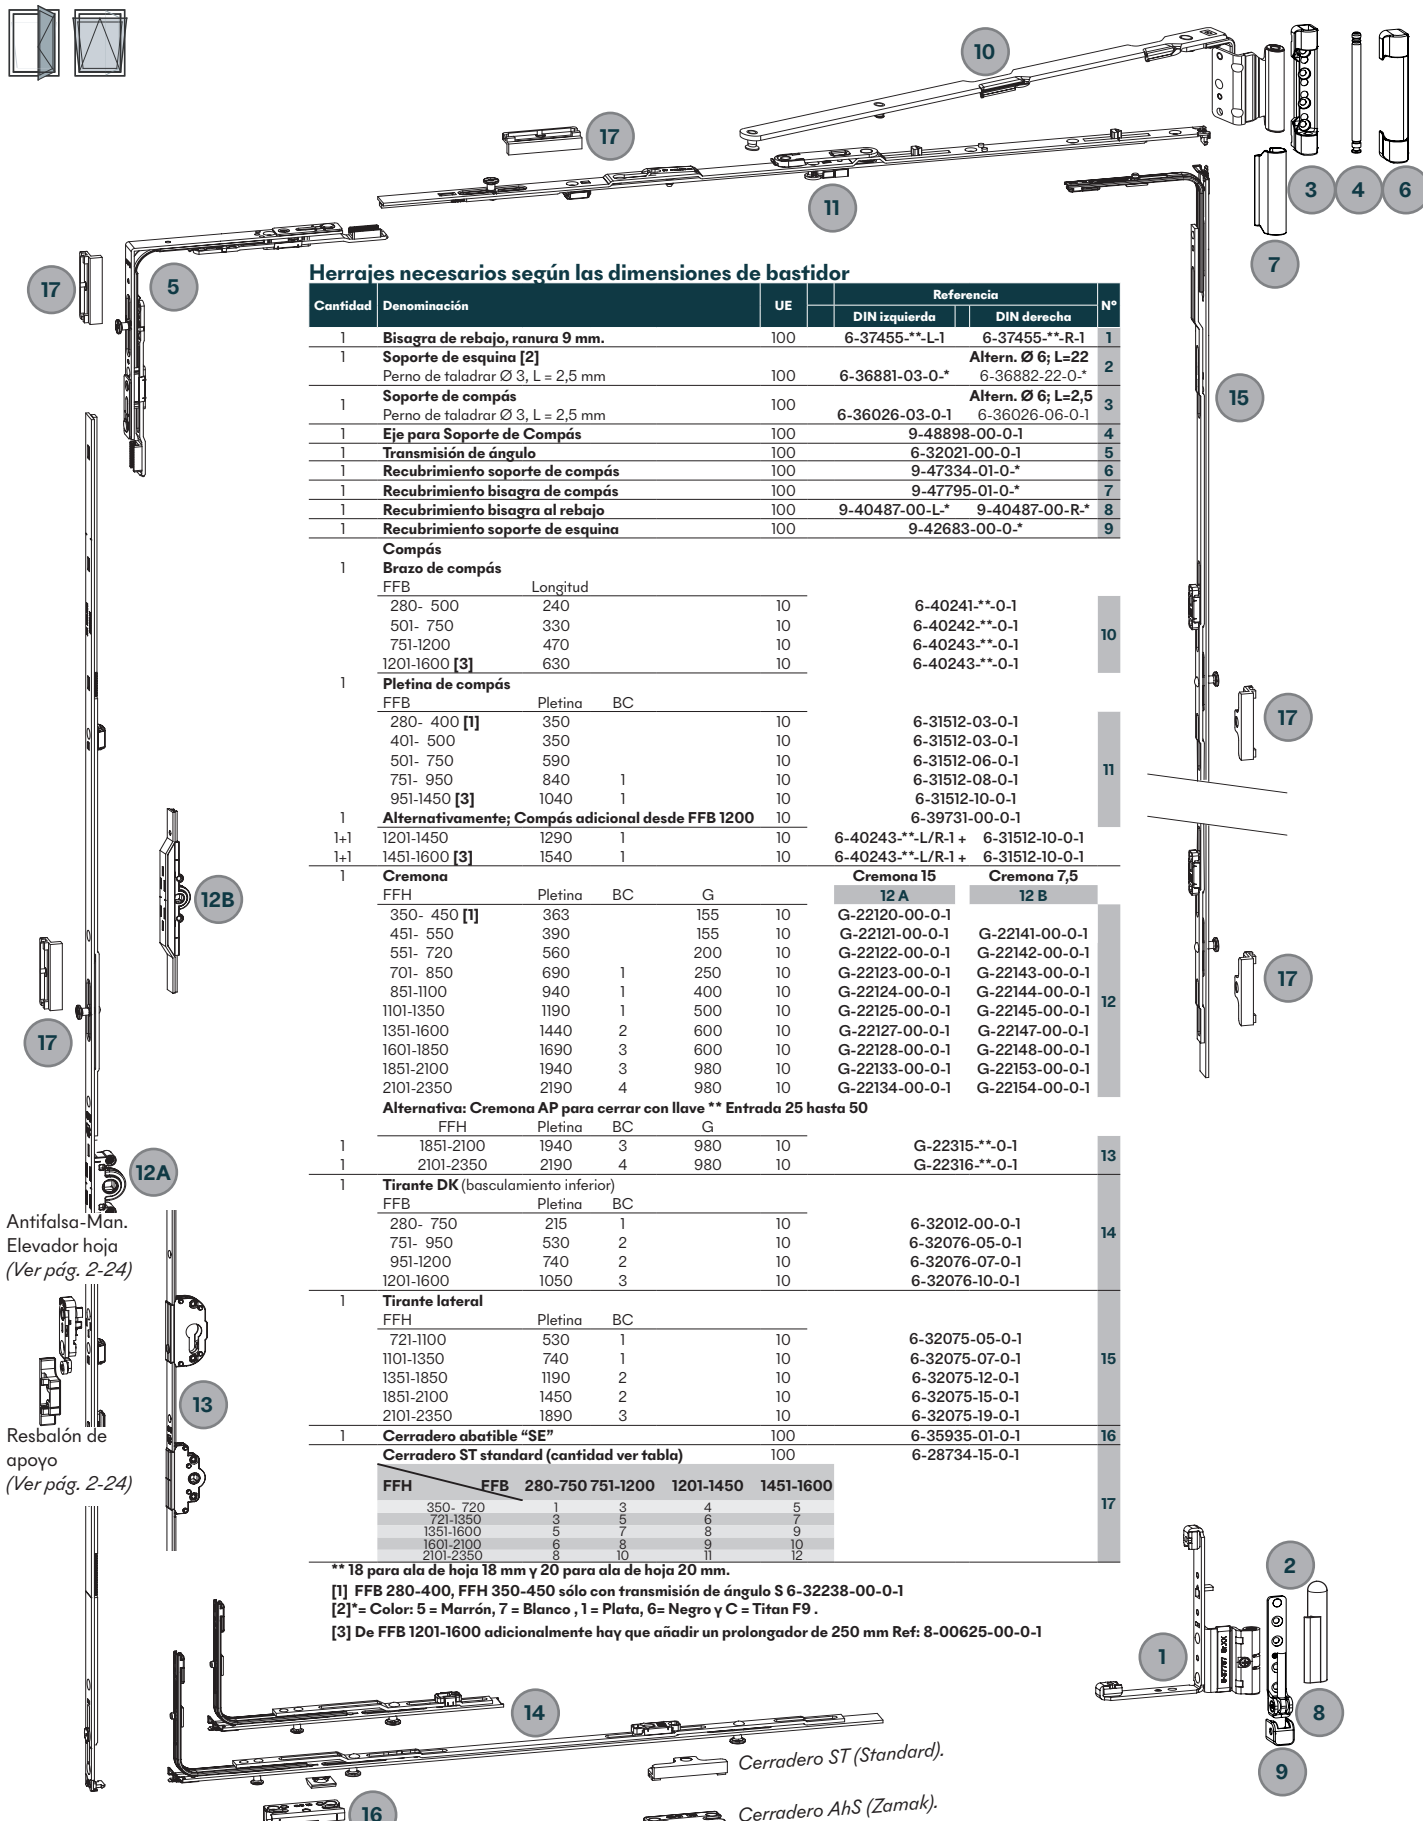 10
17
11
3 4 6
7
17
5
15
Herrajes necesarios según las dimensiones de bastidor
Cantidad Denominación UE Referencia Nº
DIN izquierda DIN derecha
1 Bisagra de rebajo, ranura 9 mm. 100 6-37455-**-L-1 6-37455-**-R-1 1
1 Soporte de esquina [2] Altern. Ø 6; L=22 2
Perno de taladrar Ø 3, L = 2,5 mm 100 6-36881-03-0-* 6-36882-22-0-*
1 Soporte de compás 100 Altern. Ø 6; L=2,5 3
Perno de taladrar Ø 3, L = 2,5 mm 6-36026-03-0-1 6-36026-06-0-1
1 Eje para Soporte de Compás 100 9-48898-00-0-1 4
1 Transmisión de ángulo 100 6-32021-00-0-1 5
1 Recubrimiento soporte de compás 100 9-47334-01-0-* 6
1 Recubrimiento bisagra de compás 100 9-47795-01-0-* 7
1 Recubrimiento bisagra al rebajo 100 9-40487-00-L-* 9-40487-00-R-* 8
1 Recubrimiento soporte de esquina 100 9-42683-00-0-* 9
Compás
1 Brazo de compás
FFB Longitud
280- 500 240 10 6-40241-**-0-1
501- 750 330 10 6-40242-**-0-1
10
751-1200 470 10 6-40243-**-0-1
1201-1600 [3] 630 10 6-40243-**-0-1
1 Pletina de compás
FFB Pletina BC
280- 400 [1] 350 10 6-31512-03-0-1
401- 500 350 10 6-31512-03-0-1
501- 750 590 10 6-31512-06-0-1
11
751- 950 840 1 10 6-31512-08-0-1
951-1450 [3] 1040 1 10 6-31512-10-0-1
1 Alternativamente; Compás adicional desde FFB 1200 10 6-39731-00-0-1
1+1 1201-1450 1290 1 10 6-40243-**-L/R-1 + 6-31512-10-0-1
1+1 1451-1600 [3] 1540 1 10 6-40243-**-L/R-1 + 6-31512-10-0-1
1 Cremona Cremona 15 Cremona 7,5
FFH Pletina BC G 12 A 12 B
350- 450 [1] 363 155 10 G-22120-00-0-1
451- 550 390 155 10 G-22121-00-0-1 G-22141-00-0-1
551- 720 560 200 10 G-22122-00-0-1 G-22142-00-0-1
701- 850 690 1 250 10 G-22123-00-0-1 G-22143-00-0-1
851-1100 940 1 400 10 G-22124-00-0-1 G-22144-00-0-1
12
1101-1350 1190 1 500 10 G-22125-00-0-1 G-22145-00-0-1
1351-1600 1440 2 600 10 G-22127-00-0-1 G-22147-00-0-1
1601-1850 1690 3 600 10 G-22128-00-0-1 G-22148-00-0-1
1851-2100 1940 3 980 10 G-22133-00-0-1 G-22153-00-0-1
2101-2350 2190 4 980 10 G-22134-00-0-1 G-22154-00-0-1
Alternativa: Cremona AP para cerrar con llave ** Entrada 25 hasta 50
FFH Pletina BC G
1 1851-2100 1940 3 980 10 G-22315-**-0-1
13
1 2101-2350 2190 4 980 10 G-22316-**-0-1
1 Tirante DK (basculamiento inferior)
FFB Pletina BC
280- 750 215 1 10 6-32012-00-0-1
14
751- 950 530 2 10 6-32076-05-0-1
951-1200 740 2 10 6-32076-07-0-1
1201-1600 1050 3 10 6-32076-10-0-1
1 Tirante lateral
FFH Pletina BC
721-1100 530 1 10 6-32075-05-0-1
1101-1350 740 1 10 6-32075-07-0-1
15
1351-1850 1190 2 10 6-32075-12-0-1
1851-2100 1450 2 10 6-32075-15-0-1
2101-2350 1890 3 10 6-32075-19-0-1
1 Cerradero abatible “SE” 100 6-35935-01-0-1 16
Cerradero ST standard (cantidad ver tabla) 100 6-28734-15-0-1
17
FFH FFB 280-750 751-1200 1201-1450 1451-1600
350- 720 1 3 4 5
721-1350 3 5 6 7
1351-1600 5 7 8 9
1601-2100 6 8 9 10
2101-2350 8 10 11 12
** 18 para ala de hoja 18 mm y 20 para ala de hoja 20 mm.
[1] FFB 280-400, FFH 350-450 sólo con transmisión de ángulo S 6-32238-00-0-1
[2]*= Color: 5 = Marrón, 7 = Blanco , 1 = Plata, 6= Negro y C = Titan F9 .
[3] De FFB 1201-1600 adicionalmente hay que añadir un prolongador de 250 mm Ref: 8-00625-00-0-1
17
12B
17
17
12A
Antifalsa-Man.
Elevador hoja
(Ver pág. 2-24)
13
Resbalón de
apoyo
(Ver pág. 2-24)
2
1
8
9
14
Cerradero ST (Standard).
16
Cerradero AhS (Zamak).